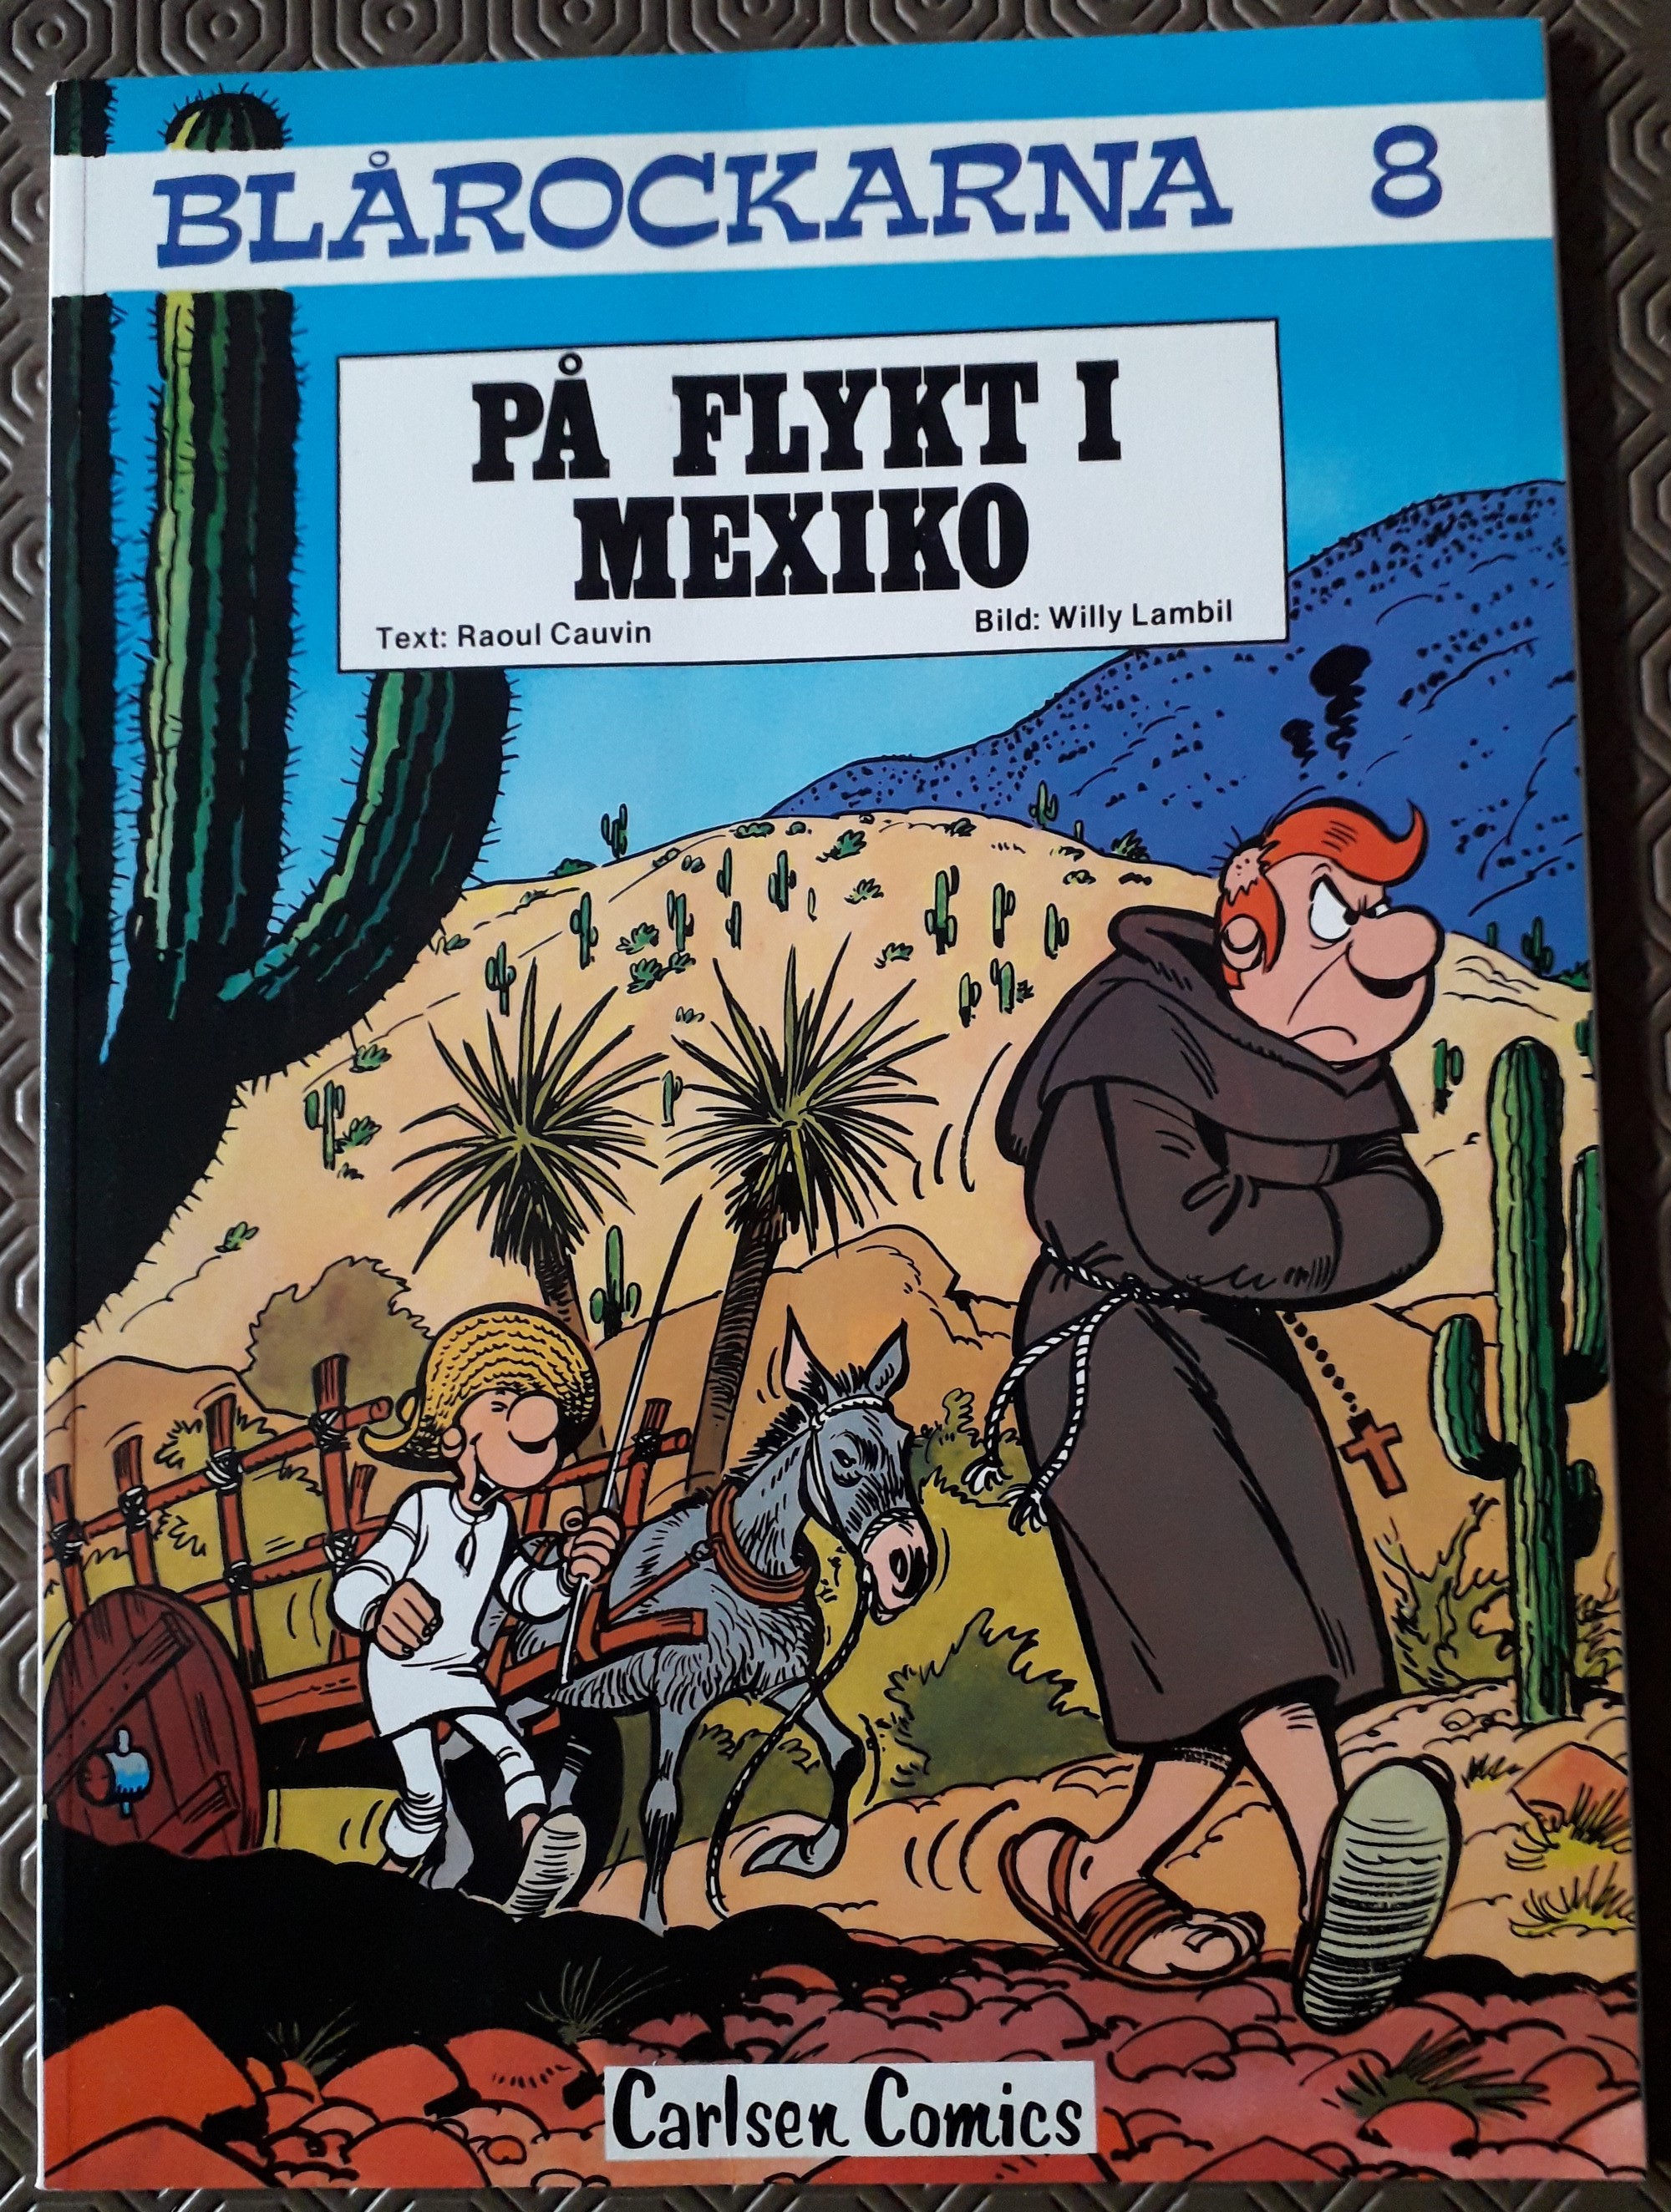 BLÅROCKARNA 8
PÅ FLYKT I
MEXIKO
Text: Raoul Cauvin Bild: Willy Lambil
Carlsen Comics